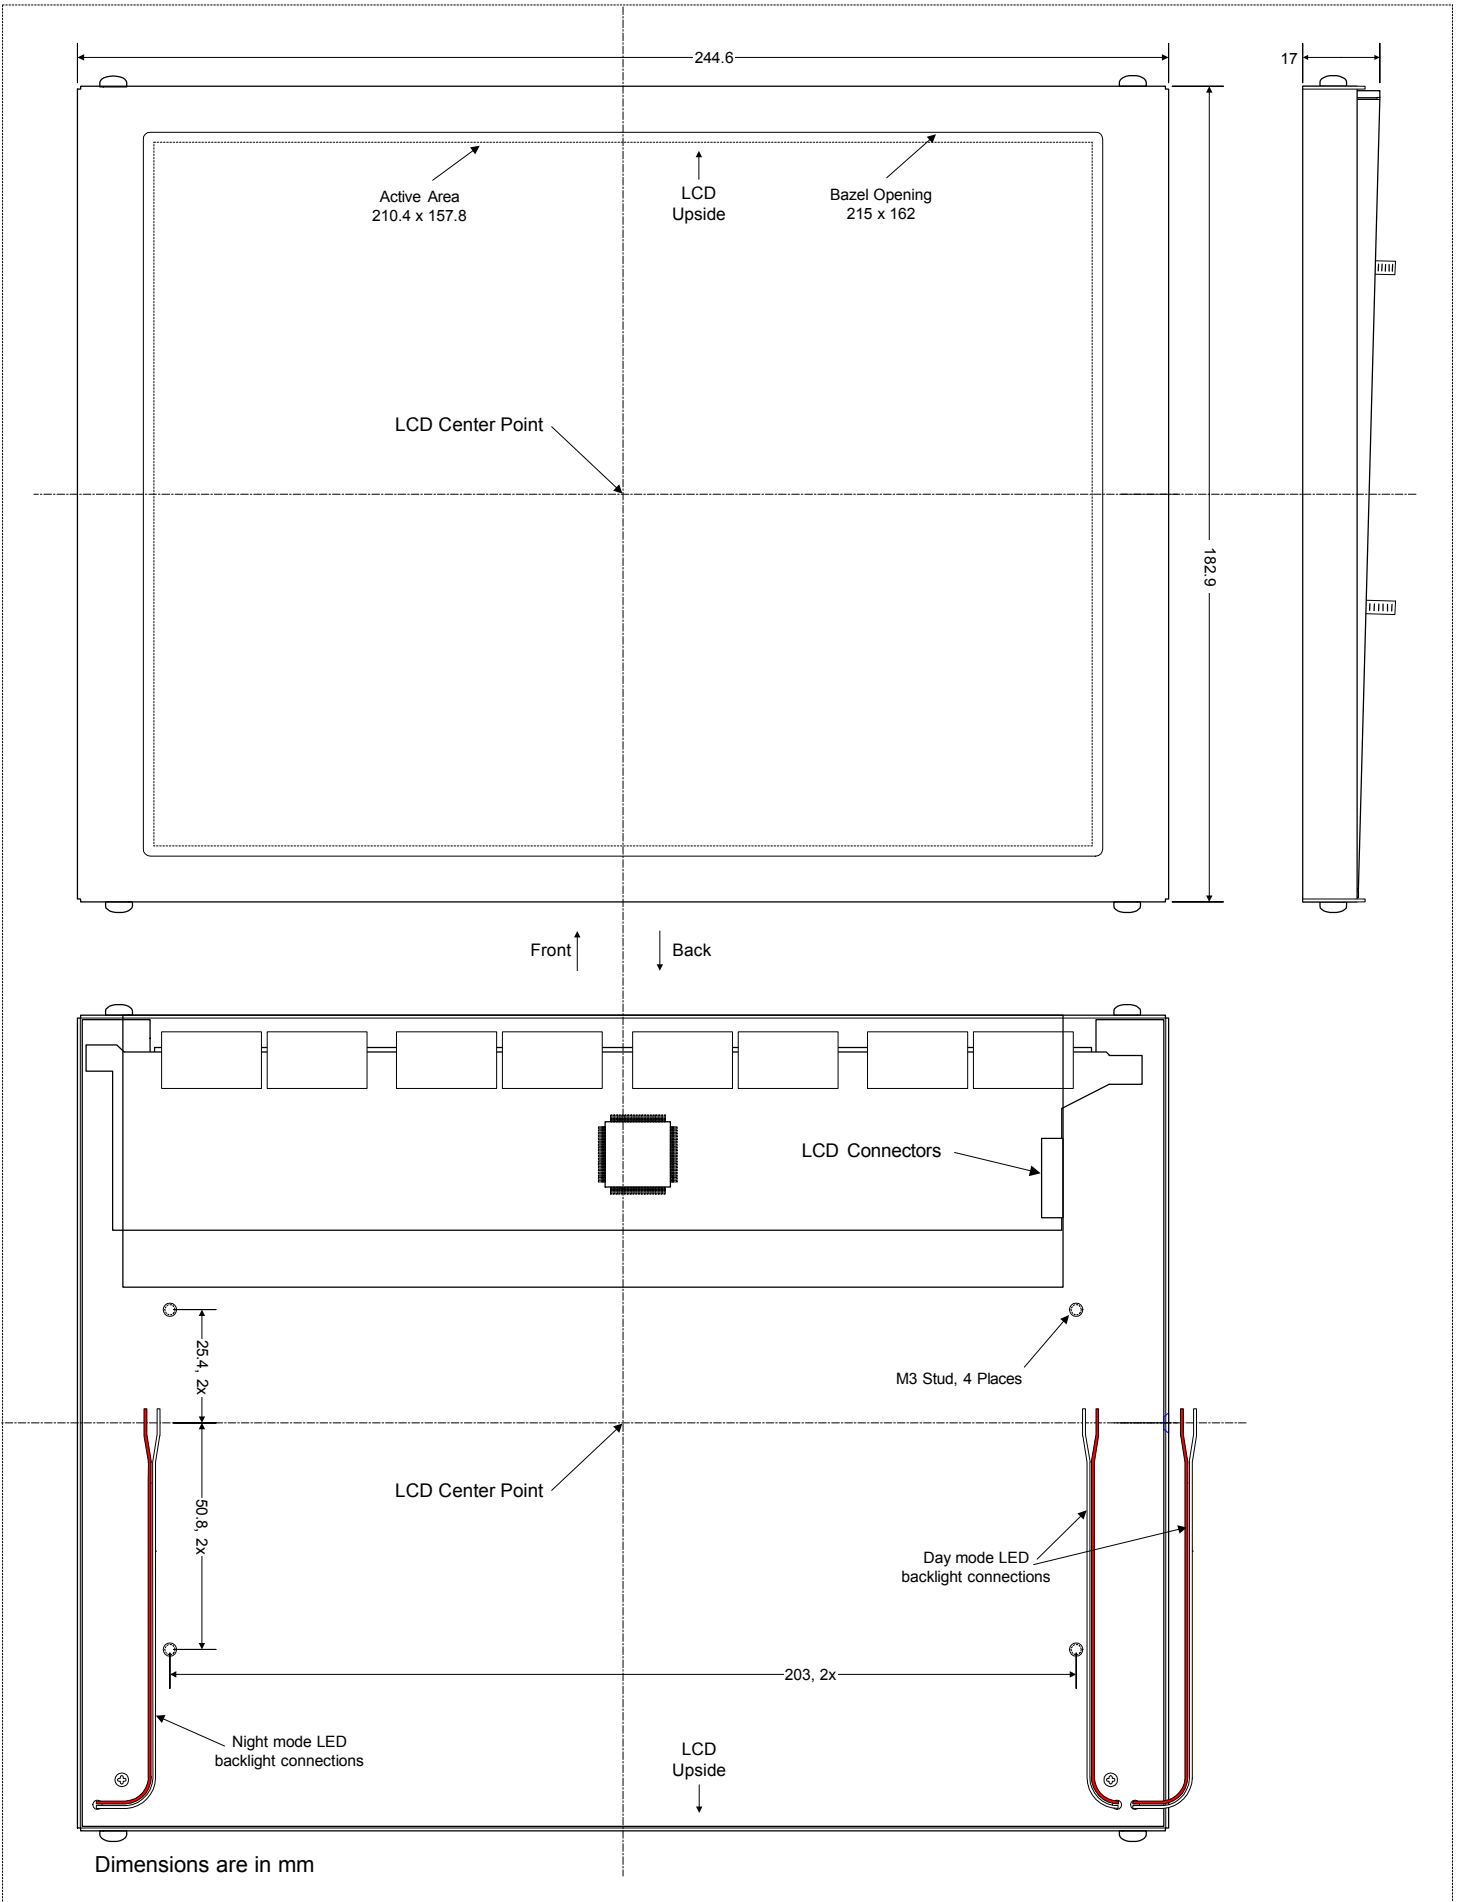 244.6
17
Active Area
210.4 x 157.8
LCD
Upside
Bazel Opening
215 x 162
LCD Center Point
182.9
Front
Back
LCD Connectors
25.4, 2x
M3 Stud, 4 Places
LCD Center Point
50.8, 2x
Day mode LED
backlight connections
203, 2x
Night mode LED
backlight connections
LCD
Upside
Dimensions are in mm